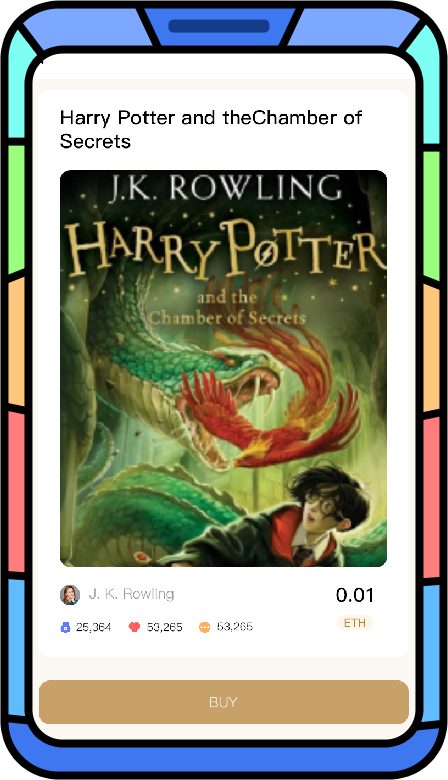 Harry Potter and theChamber of
Secrets
J.K. ROWLING
HARRY POTTER
and the
Chamber of Secrets
J. K. Rowling
0.01
25,364
53,265
53,265
ETH
BUY